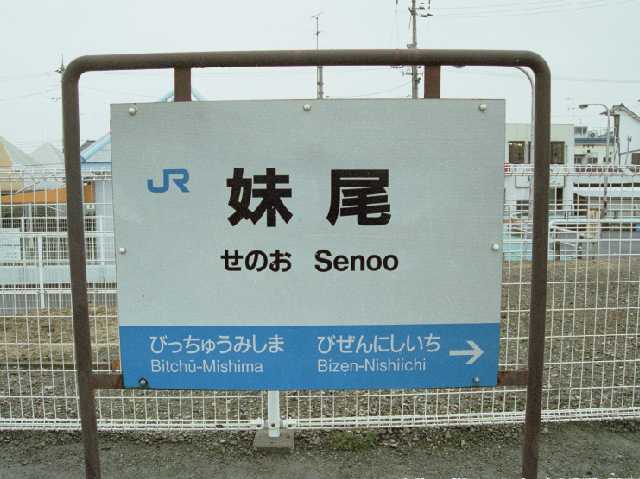 JR
妹尾
せのお Senoo
びっちゅうみしま びぜんにしいち →
Bitchū-Mishima Bizen-Nishiichi